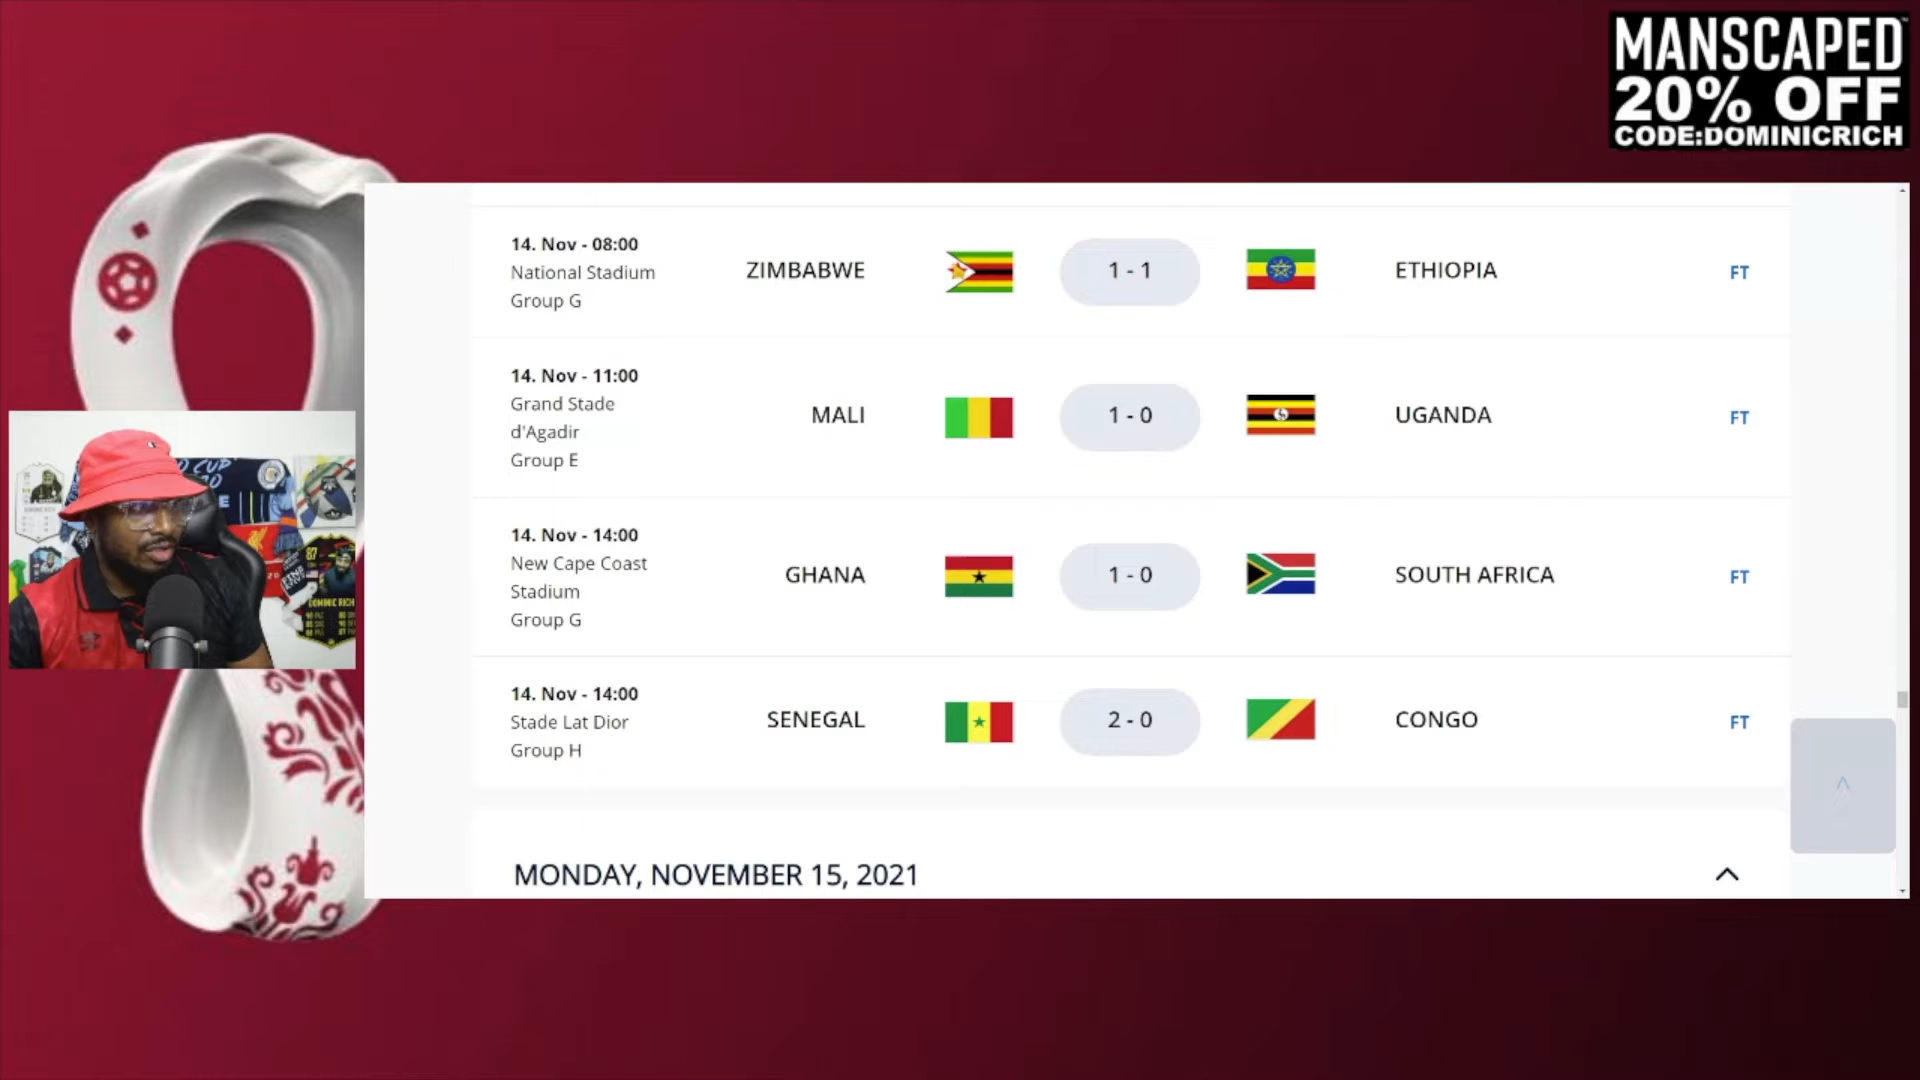 MANSCAPED
20% OFF
CODE:DOMINICRICH
14. Nov - 08:00
National Stadium
Group G
ZIMBABWE
1 - 1
ETHIOPIA
FT
14. Nov - 11:00
Grand Stade
d'Agadir
Group E
MALI
1 - 0
UGANDA
FT
14. Nov - 14:00
New Cape Coast
Stadium
Group G
GHANA
1 - 0
SOUTH AFRICA
FT
14. Nov - 14:00
Stade Lat Dior
Group H
SENEGAL
2 - 0
CONGO
FT
MONDAY, NOVEMBER 15, 2021
87
DOMINIC RICH